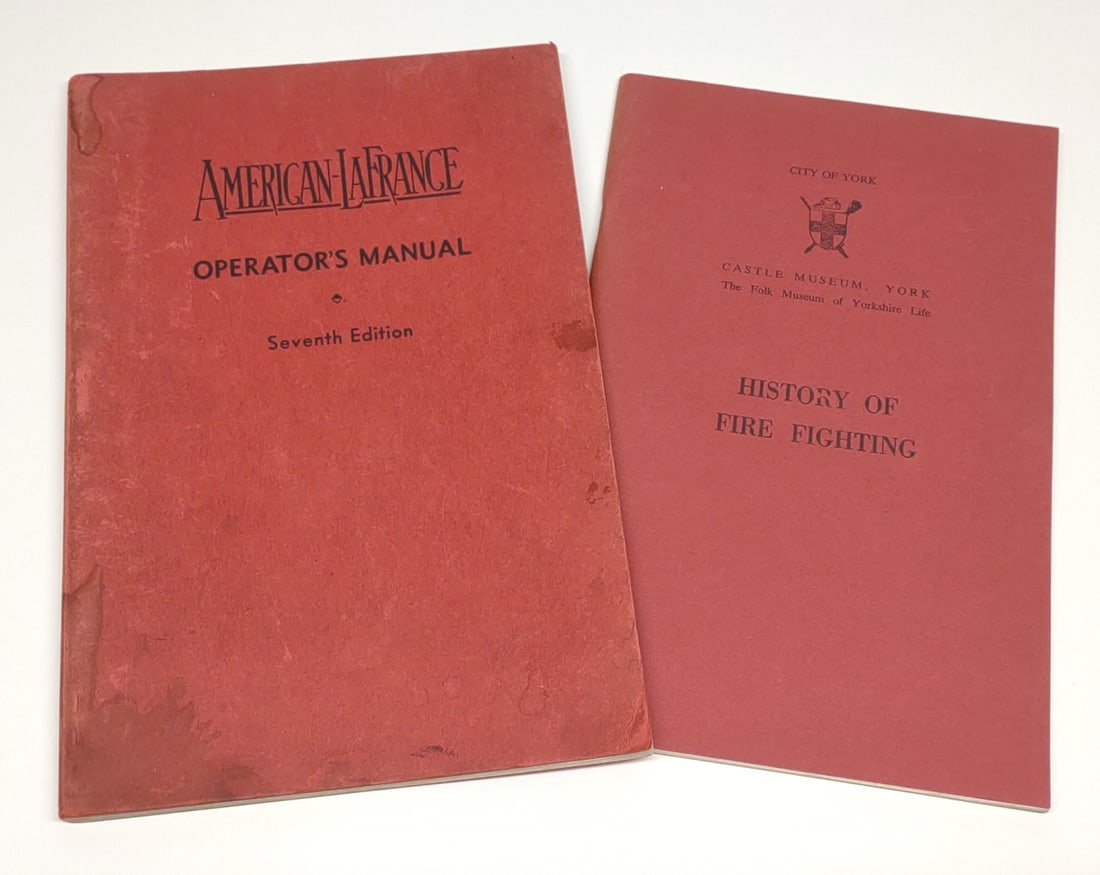 AMERICAN-LAFRANCE
OPERATOR'S MANUAL
Seventh Edition
CITY OF YORK
CASTLE MUSEUM. YORK
The Folk Museum of Yorkshire Life
HISTORY OF
FIRE FIGHTING